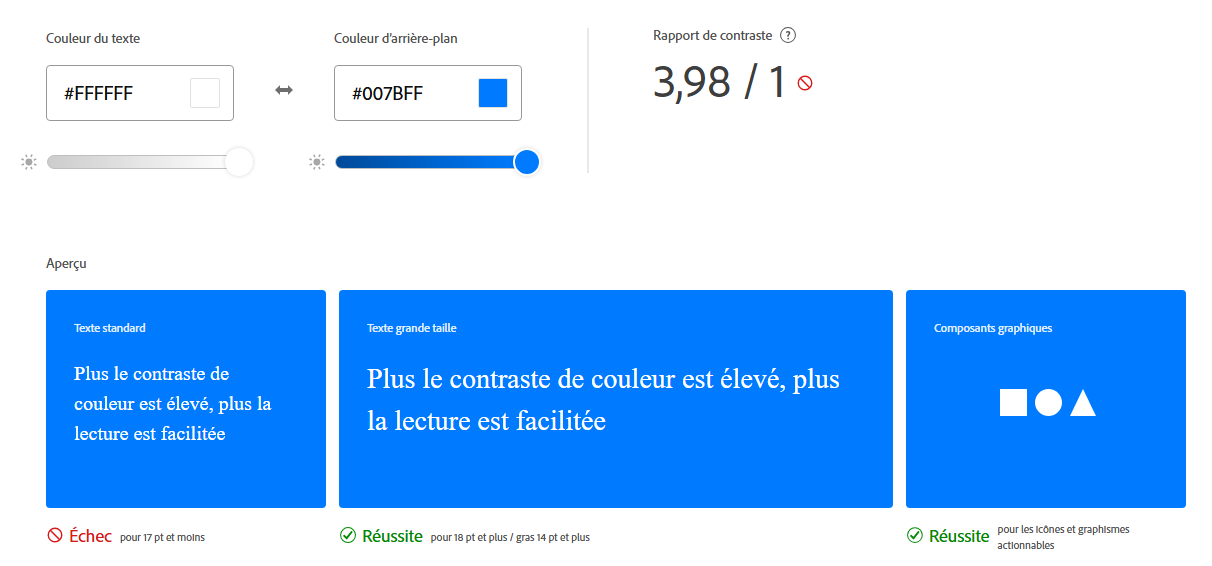 Couleur du texte
Couleur d'arrière-plan
Rapport de contraste ?
#FFFFFF
#007BFF
3,98 / 1
Aperçu
Texte standard
Plus le contraste de
couleur est élevé, plus la
lecture est facilitée
Texte grande taille
Plus le contraste de couleur est élevé, plus
la lecture est facilitée
Composants graphiques
Échec pour 17 pt et moins
Réussite pour 18 pt et plus / gras 14 pt et plus
Réussite pour les icônes et graphismes
actionnables